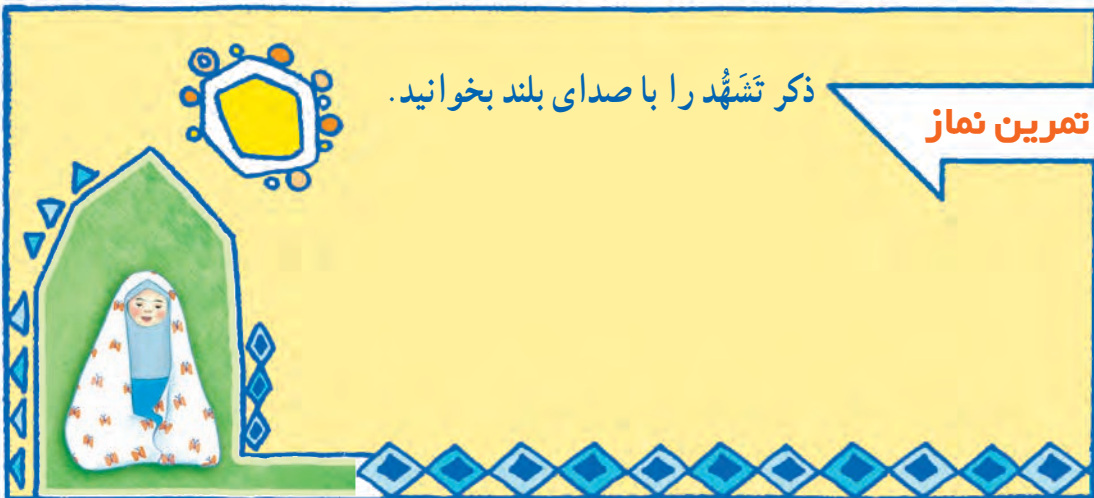 تمرین نماز
ذکر تَشَهُّد را با صدای بلند بخوانید.